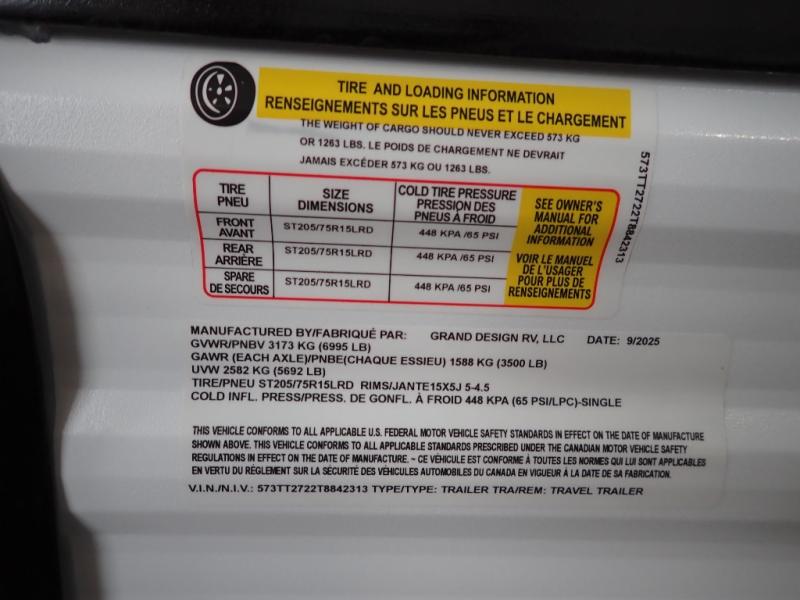 TIRE AND LOADING INFORMATION
RENSEIGNEMENTS SUR LES PNEUS ET LE CHARGEMENT
THE WEIGHT OF CARGO SHOULD NEVER EXCEED 573 KG
OR 1263 LBS. LE POIDS DE CHARGEMENT NE DEVRAIT
JAMAIS EXCÉDER 573 KG OU 1263 LBS.
TIRE
PNEU
SIZE
DIMENSIONS
COLD TIRE PRESSURE
PRESSION DES
PNEUS À FROID
FRONT
AVANT
ST205/75R15LRD
448 KPA /65 PSI
REAR
ARRIÈRE
ST205/75R15LRD
448 KPA /65 PSI
SPARE
DE SECOURS
ST205/75R15LRD
448 KPA /65 PSI
SEE OWNER'S
MANUAL FOR
ADDITIONAL
INFORMATION
VOIR LE MANUEL
DE L'USAGER
POUR PLUS DE
RENSEIGNEMENTS
573TT2722T8842313
MANUFACTURED BY/FABRIQUÉ PAR: GRAND DESIGN RV, LLC DATE: 9/2025
GVWR/PNBV 3173 KG (6995 LB)
GAWR (EACH AXLE)/PNBE(CHAQUE ESSIEU) 1588 KG (3500 LB)
UVW 2582 KG (5692 LB)
TIRE/PNEU ST205/75R15LRD RIMS/JANTE15X5J 5-4.5
COLD INFL. PRESS/PRESS. DE GONFL. À FROID 448 KPA (65 PSI/LPC)-SINGLE
THIS VEHICLE CONFORMS TO ALL APPLICABLE U.S. FEDERAL MOTOR VEHICLE SAFETY STANDARDS IN EFFECT ON THE DATE OF MANUFACTURE
SHOWN ABOVE. THIS VEHICLE CONFORMS TO ALL APPLICABLE STANDARDS PRESCRIBED UNDER THE CANADIAN MOTOR VEHICLE SAFETY
REGULATIONS IN EFFECT ON THE DATE OF MANUFACTURE. ~ CE VÉHICULE EST CONFORME À TOUTES LES NORMES QUI LUI SONT APPLICABLES
EN VERTU DU RÈGLEMENT SUR LA SÉCURITÉ DES VÉHICULES AUTOMOBILES DU CANADA EN VIGUEUR À LA DATE DE SA FABRICATION.
V.I.N./N.I.V.: 573TT2722T8842313 TYPE/TYPE: TRAILER TRA/REM: TRAVEL TRAILER